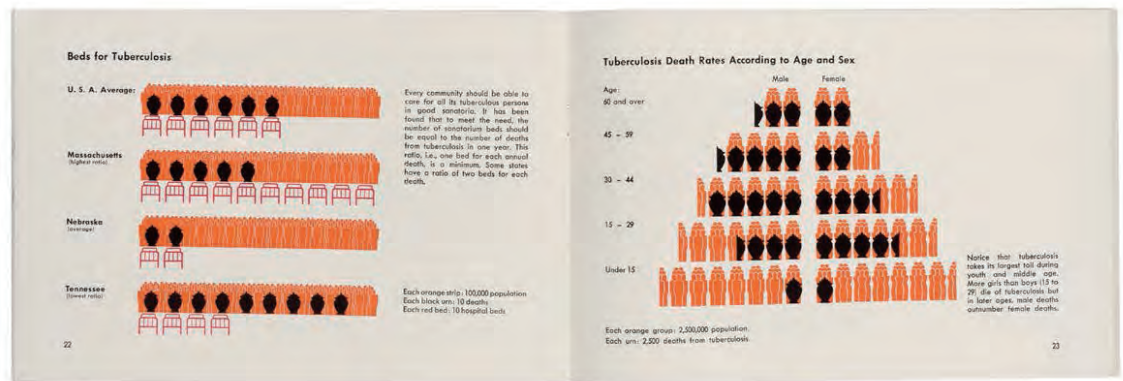 Beds for Tuberculosis
U. S. A. Average:
Massachusetts
(highest ratio)
Nebraska
(average)
Tennessee
(lowest ratio)
Every community should be able to
care for all its tuberculous persons
in good sanatoria. It has been
found that to meet the need, the
number of sanatorium beds should
be equal to the number of deaths
from tuberculosis in one year. This
ratio, i.e., one bed for each annual
death, is a minimum. Some states
have a ratio of two beds for each
death.
Each orange strip: 100,000 population
Each black urn: 10 deaths
Each red bed: 10 hospital beds
22
Tuberculosis Death Rates According to Age and Sex
Male Female
Age:
60 and over
45 - 59
30 - 44
15 - 29
Under 15
Notice that tuberculosis
takes its largest toll during
youth and middle age.
More girls than boys (15 to
29) die of tuberculosis but
in later ages, male deaths
outnumber female deaths.
Each orange group: 2,500,000 population.
Each urn: 2,500 deaths from tuberculosis.
23